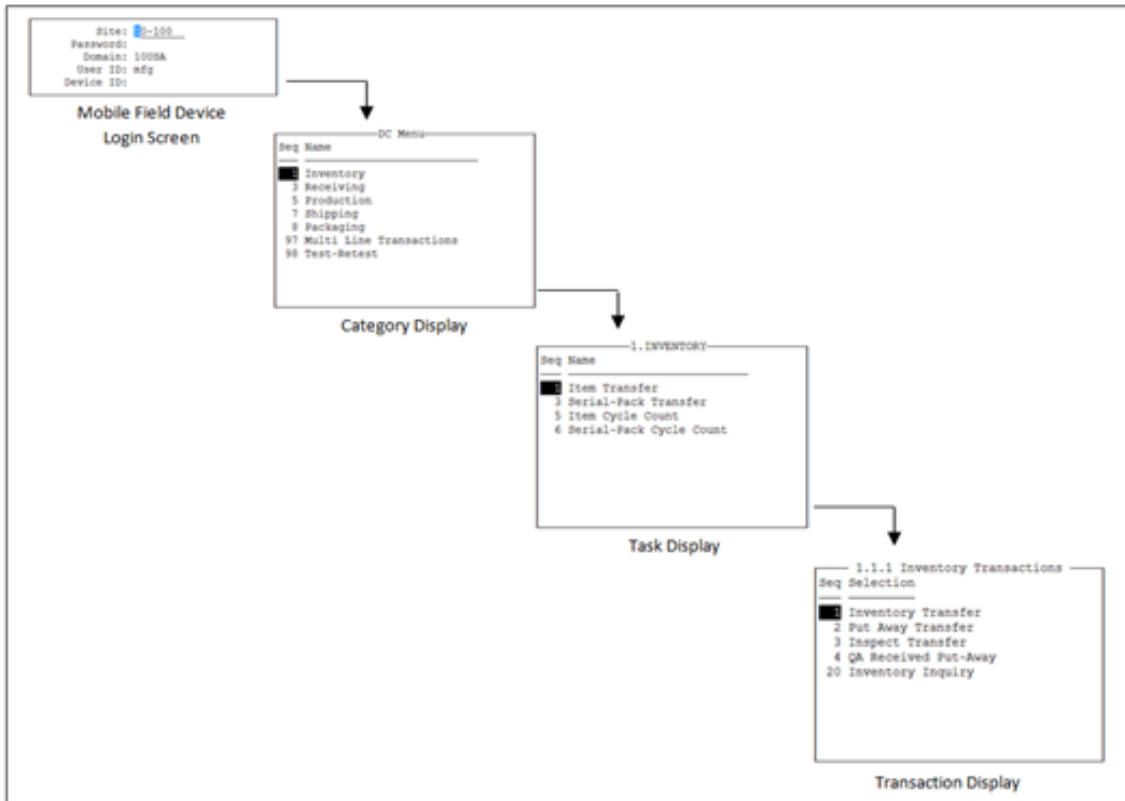 Site: 10-100
Password:
Domain: 10USA
User ID: mfg
Device ID:
Mobile Field Device
Login Screen
DC Menu
Seq Name
1 Inventory
3 Receiving
5 Production
7 Shipping
8 Packaging
97 Multi Line Transactions
98 Test-Retest
Category Display
1.INVENTORY
Seq Name
1 Item Transfer
3 Serial-Pack Transfer
5 Item Cycle Count
6 Serial-Pack Cycle Count
Task Display
1.1.1 Inventory Transactions
Seq Selection
1 Inventory Transfer
2 Put Away Transfer
3 Inspect Transfer
4 QA Received Put-Away
20 Inventory Inquiry
Transaction Display